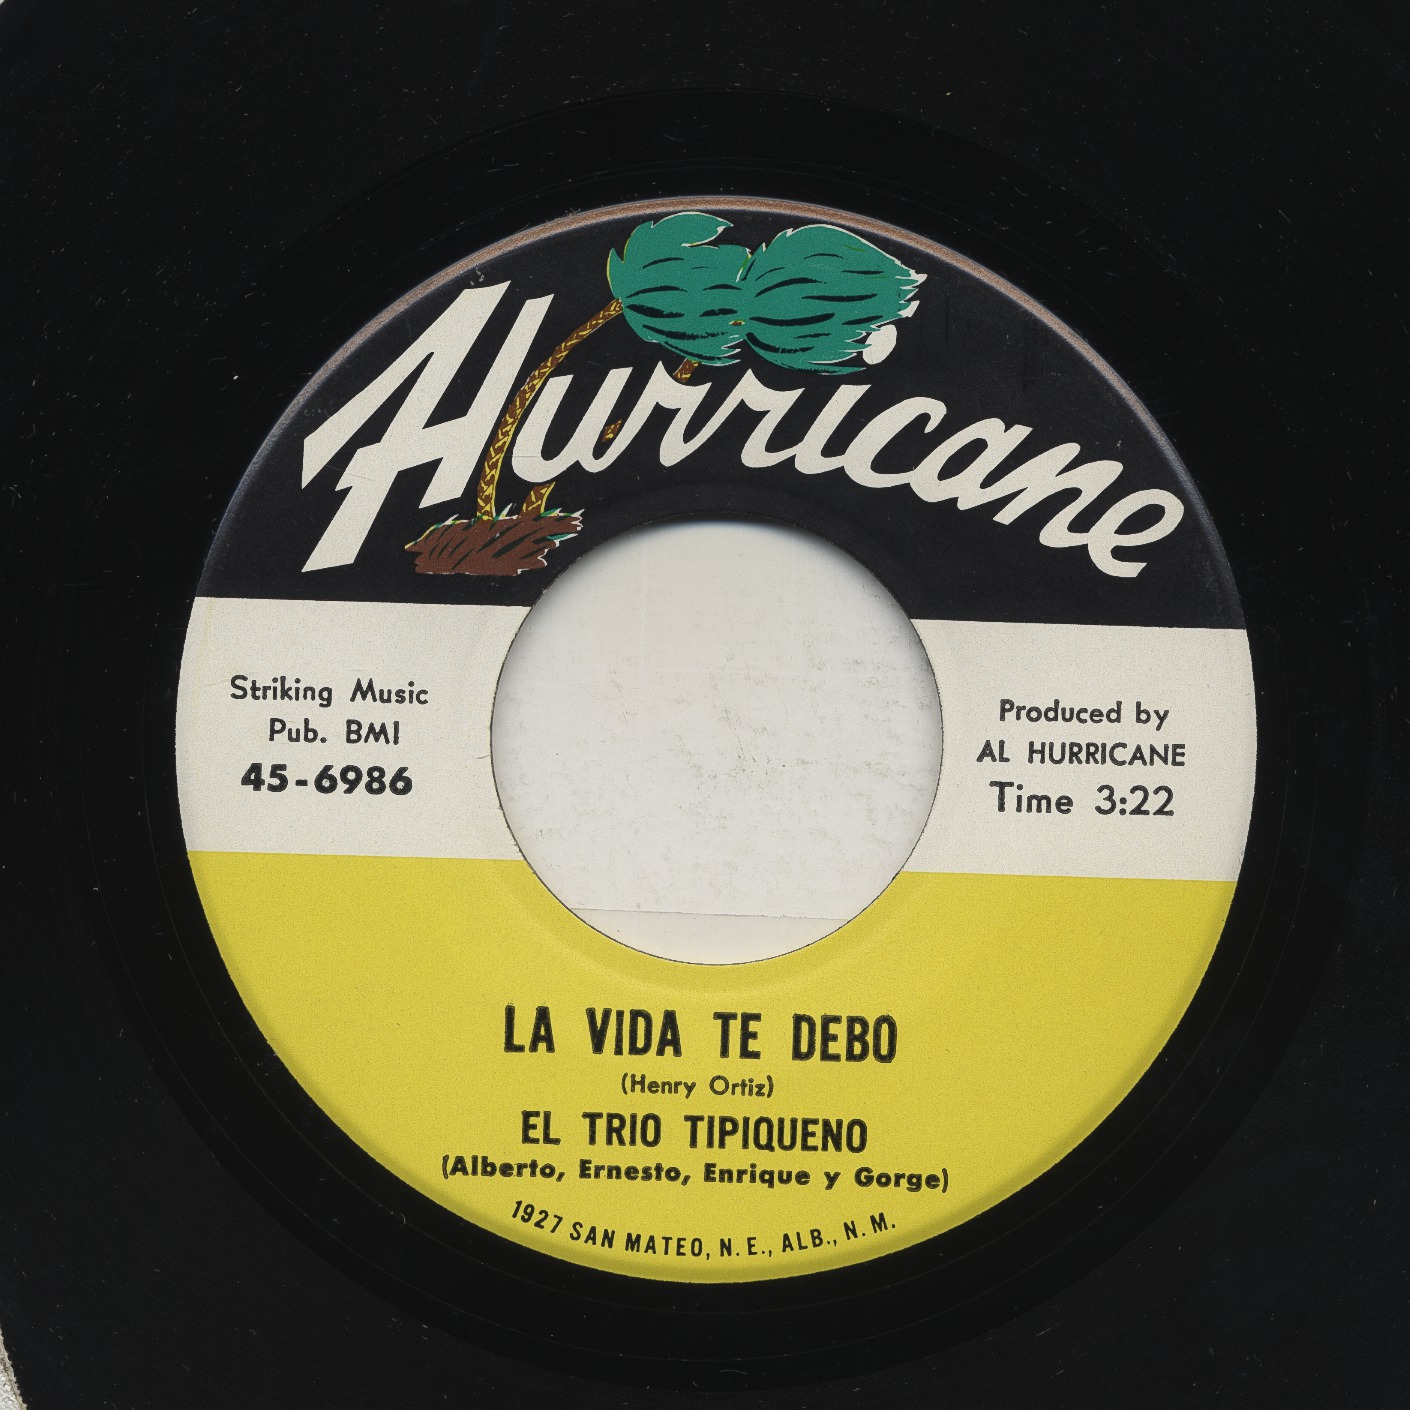 Hurricane
Striking Music
Pub. BMI
45-6986
Produced by
AL HURRICANE
Time 3:22
LA VIDA TE DEBO
(Henry Ortiz)
EL TRIO TIPIQUENO
(Alberto, Ernesto, Enrique y Gorge)
1927 SAN MATEO, N. E., ALB., N. M.